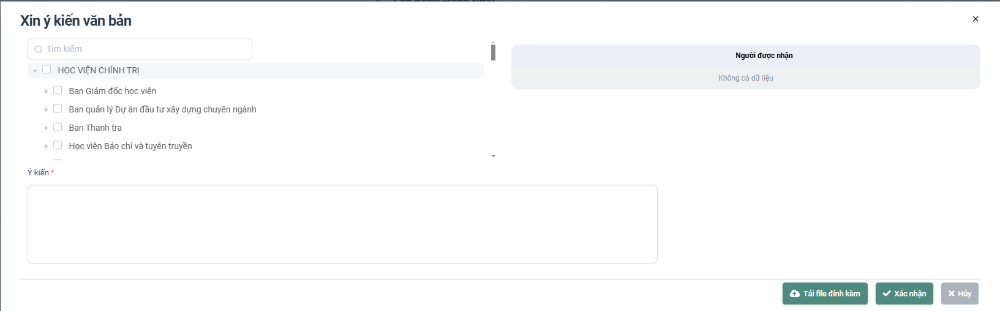 Xin ý kiến văn bản
Tìm kiếm
HỌC VIỆN CHÍNH TRỊ
Ban Giám đốc học viện
Ban quản lý Dự án đầu tư xây dựng chuyên ngành
Ban Thanh tra
Học viện Báo chí và tuyên truyền
Người được nhận
Không có dữ liệu
Ý kiến *
Tải file đính kèm
Xác nhận
Hủy